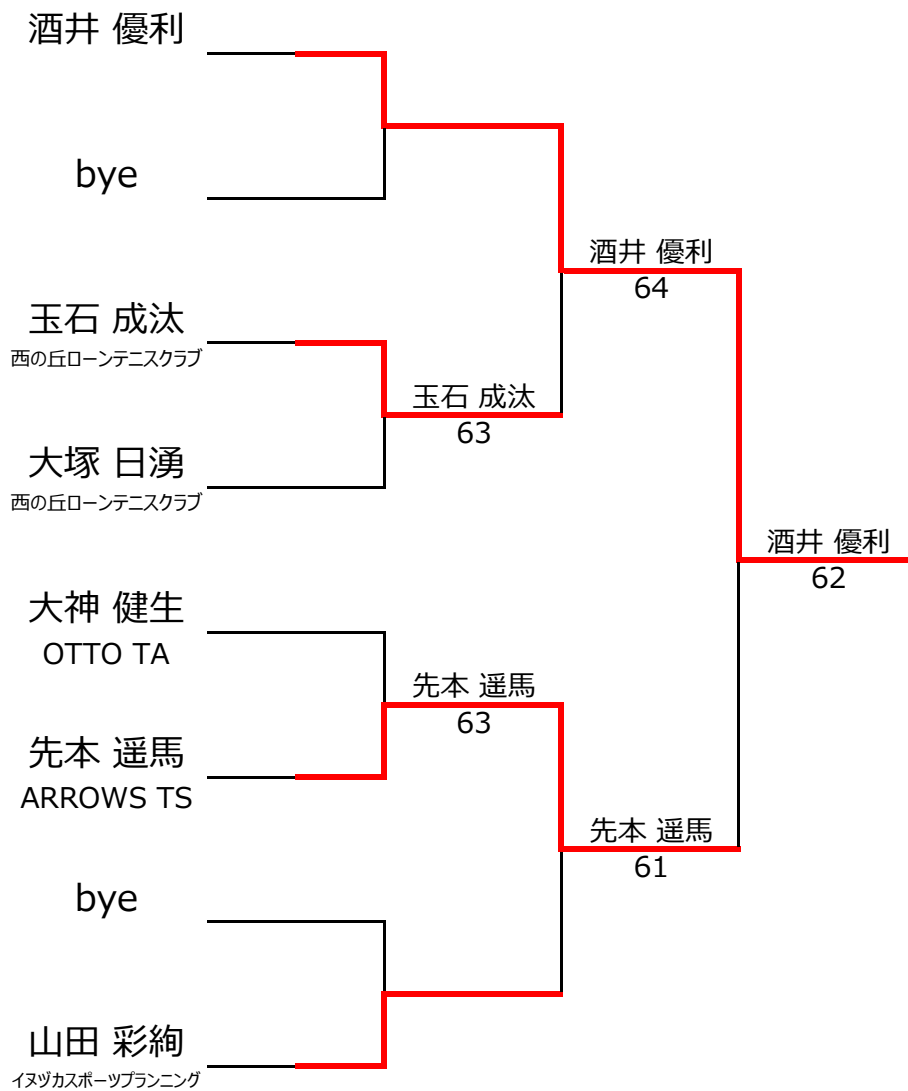 酒井 優利
bye
酒井 優利
64
玉石 成汰
西の丘ローンテニスクラブ
玉石 成汰
63
大塚 日湧
西の丘ローンテニスクラブ
酒井 優利
62
大神 健生
OTTO TA
先本 遥馬
63
先本 遥馬
ARROWS TS
先本 遥馬
61
bye
山田 彩絢
イヌヅカスポーツプランニング